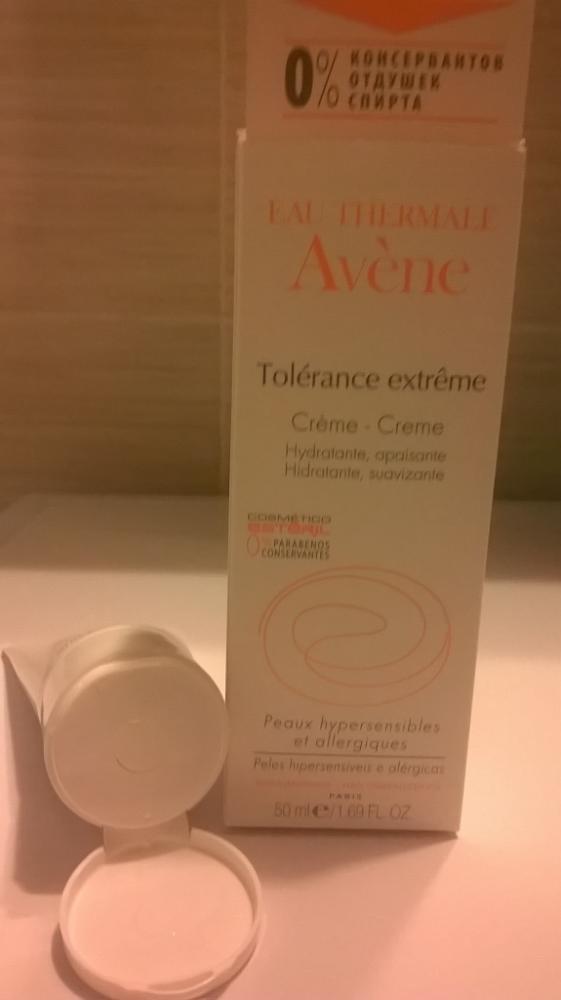 0% КОНСЕРВАНТОВ
ОТДУШЕК
СПИРТА
EAU THERMALE
Avène
Tolérance extrême
Crème - Creme
Hydratante, apaisante
Hidratante, suavizante
COSMÉTICO
ESTÉRIL
0% PARABENOS
CONSERVANTES
Peaux hypersensibles
et allergiques
Peles hipersensíveis e alérgicas
PARIS
50 ml e/1.69 FL. OZ.